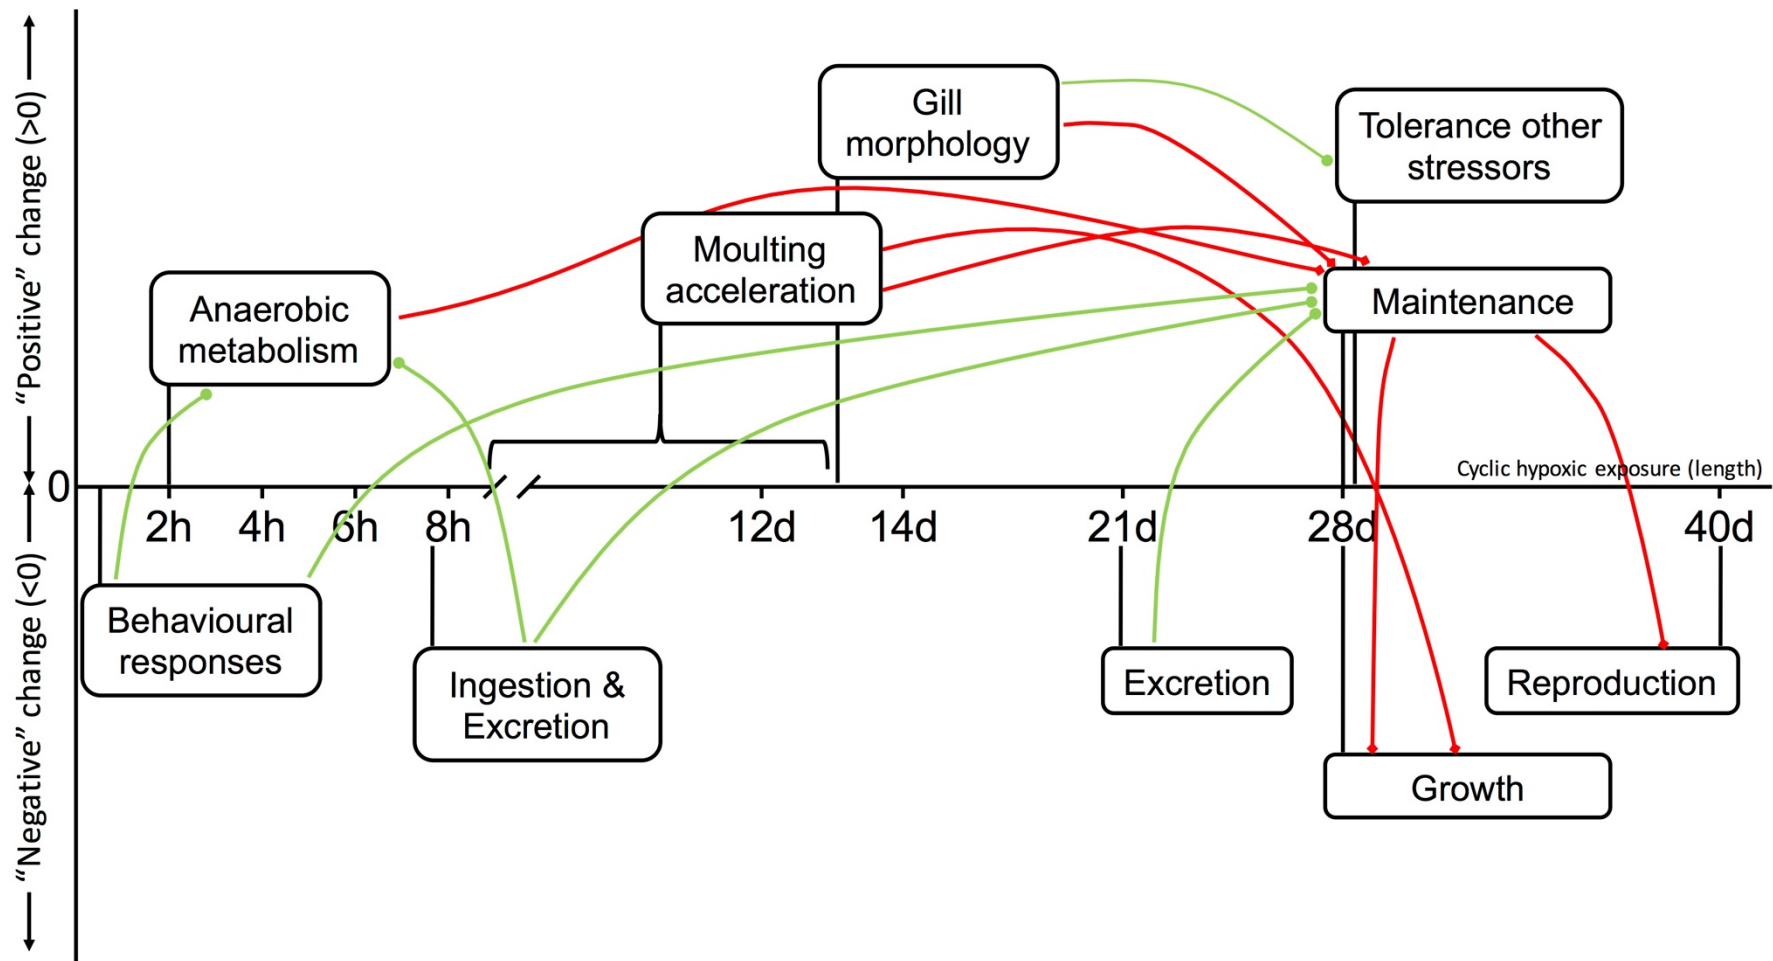 “Positive” change (>0)
0
“Negative” change (<0)
Gill
morphology
Tolerance other
stressors
Moulting
acceleration
Anaerobic
metabolism
Maintenance
Cyclic hypoxic exposure (length)
2h 4h 6h 8h 12d 14d 21d 28d 40d
Behavioural
responses
Ingestion &
Excretion
Excretion
Reproduction
Growth